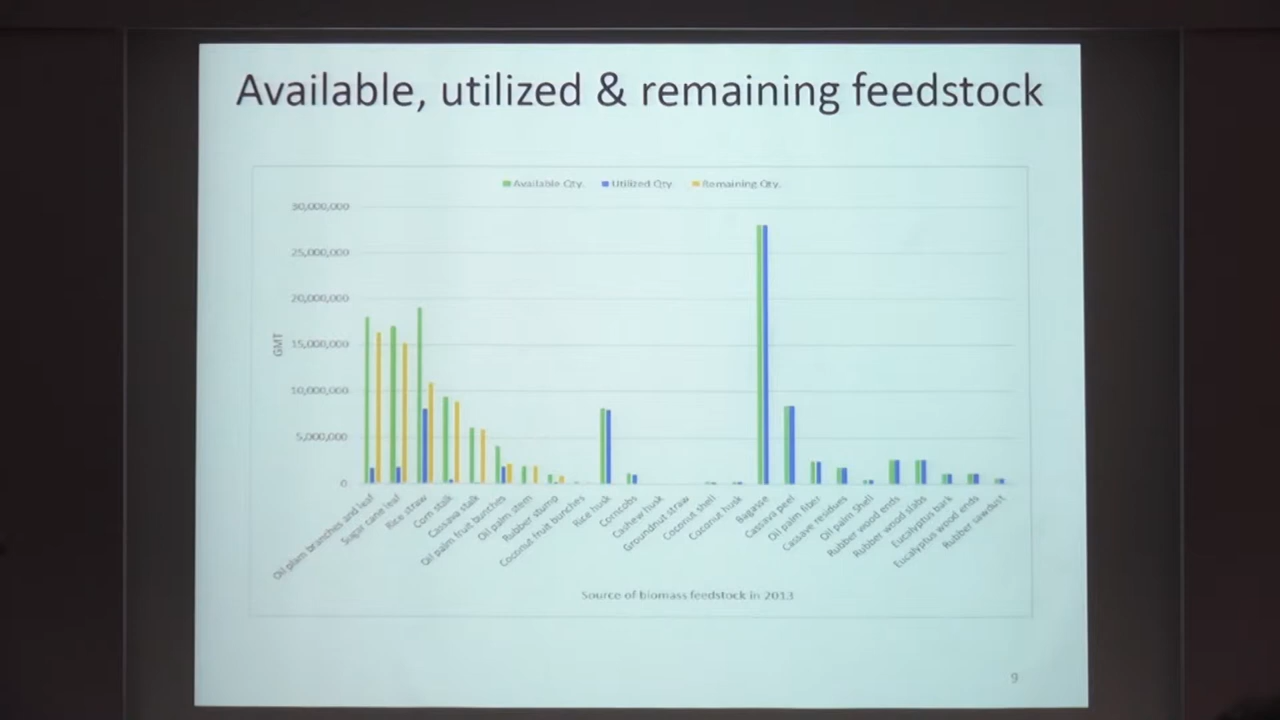 Available, utilized & remaining feedstock
Available Qty. Utilized Qty Remaining Qty.
30,000,000
25,000,000
20,000,000
15,000,000
10,000,000
5,000,000
0
GMT
Oil plam branches and leaf
Sugar cane leaf
Rice straw
Corn stalk
Cassava stalk
Oil palm fruit bunches
Oil palm stem
Rubber stump
Coconut fruit bunches
Rice husk
Corncobs
Cashew husk
Groundnut straw
Coconut shell
Coconut husk
Bagasse
Cassava peel
Oil palm fiber
Cassave residues
Oil palm Shell
Rubber wood ends
Rubber wood slabs
Eucalyptus bark
Eucalyptus wood ends
Rubber sawdust
Source of biomass feedstock in 2013
9